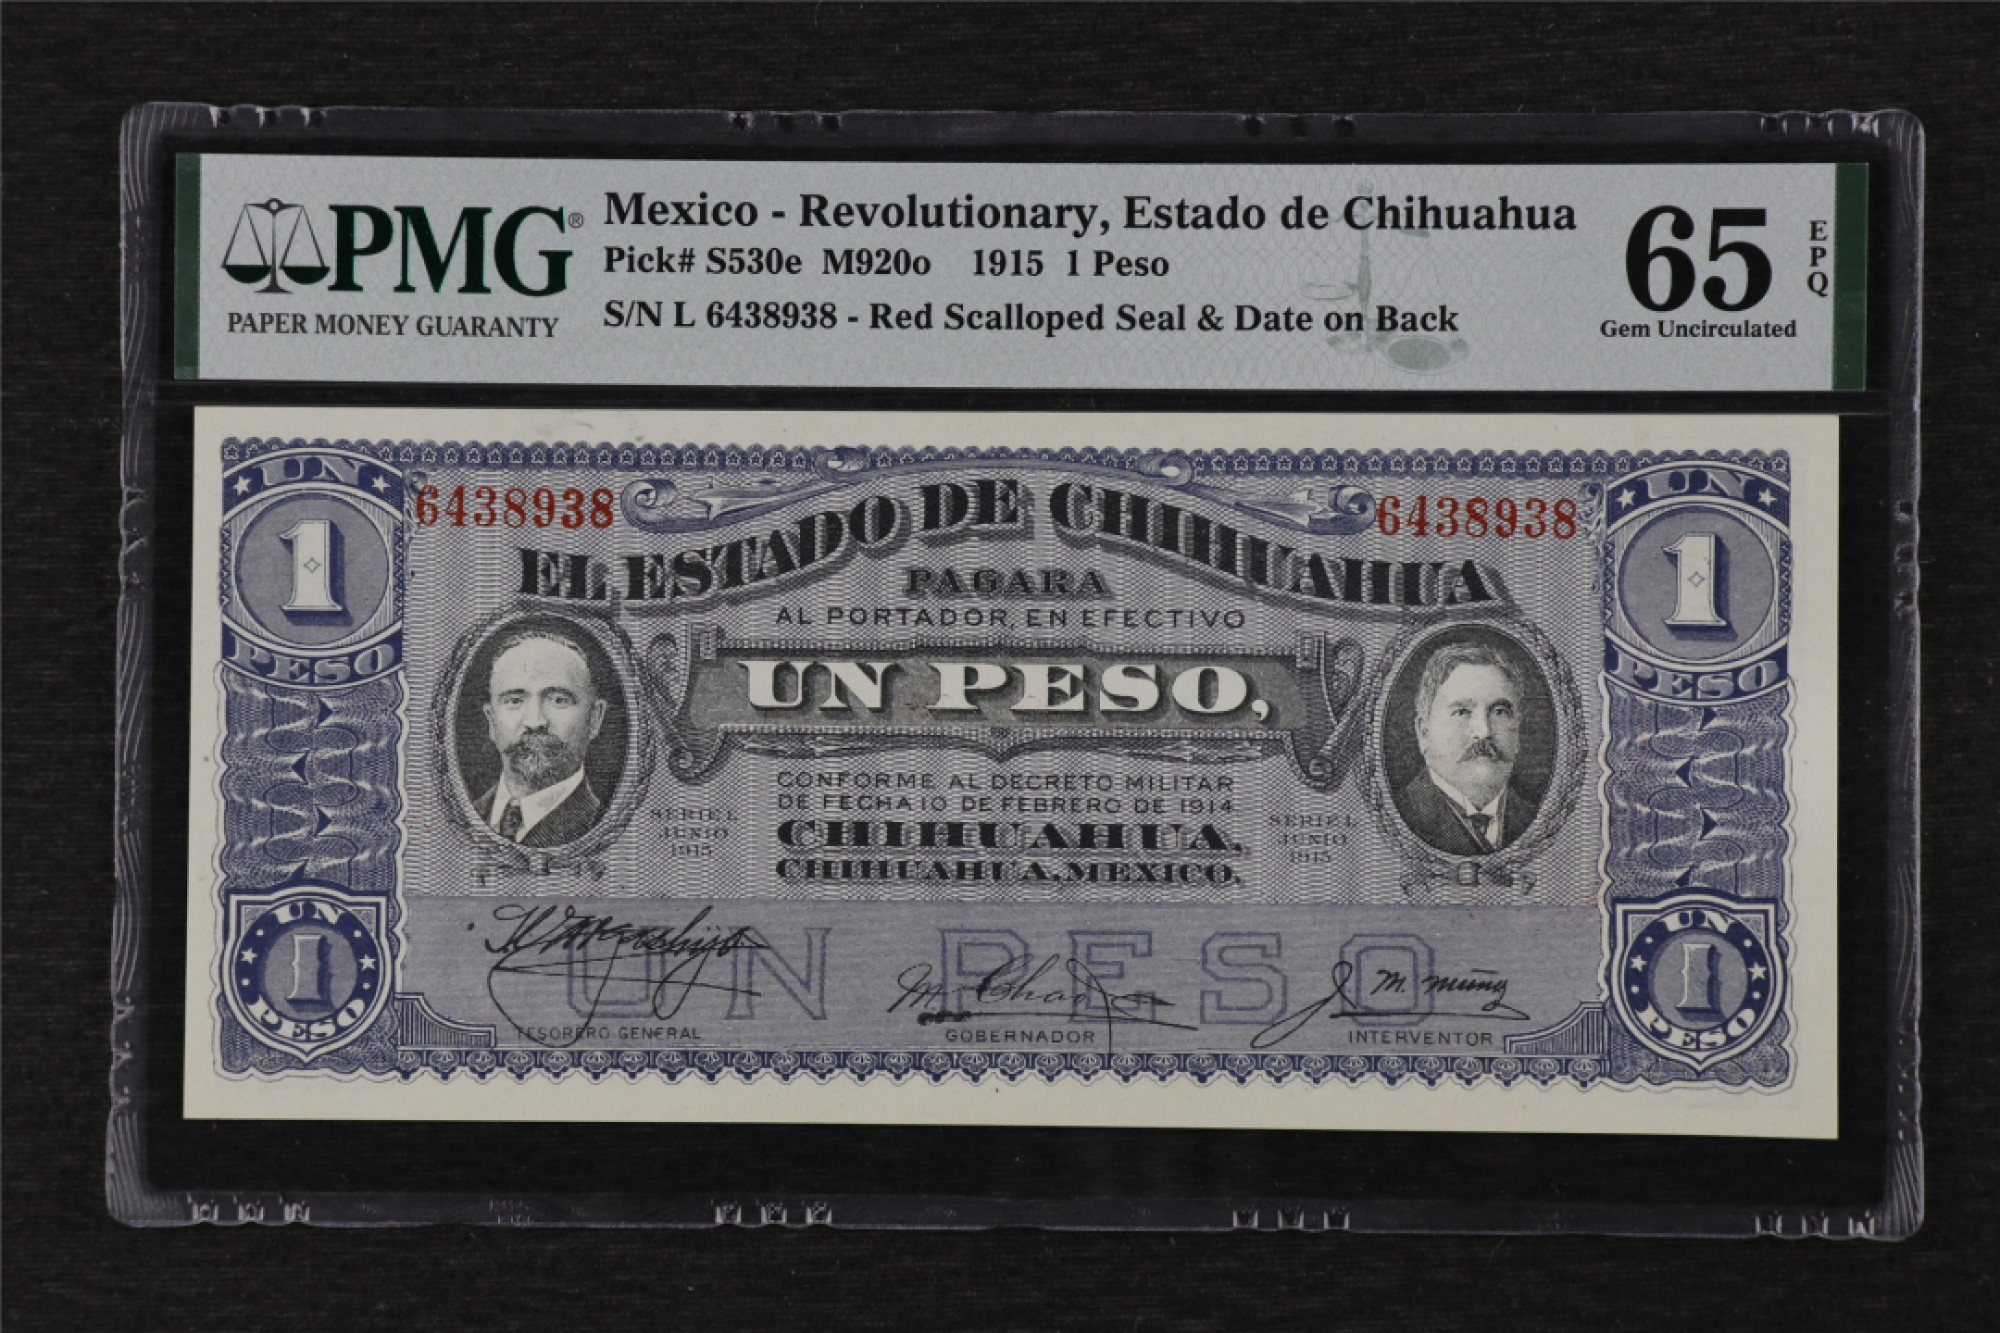 PMG®
PAPER MONEY GUARANTY
Mexico - Revolutionary, Estado de Chihuahua
Pick# S530e M920o 1915 1 Peso
S/N L 6438938 - Red Scalloped Seal & Date on Back
65
EPQ
Gem Uncirculated
UN
1
PESO
6438938
6438938
UN
1
PESO
EL ESTADO DE CHIHUAHUA
PAGARA
AL PORTADOR, EN EFECTIVO
UN PESO,
CONFORME AL DECRETO MILITAR
DE FECHA 10 DE FEBRERO DE 1914
CHIHUAHUA,
CHIHUAHUA, MEXICO.
SERIE L
JUNIO
1915
SERIE L
JUNIO
1915
UN
1
PESO
UN PESO
UN
1
PESO
M. Chao
J. M. Muñoz
TESORERO GENERAL
GOBERNADOR
INTERVENTOR